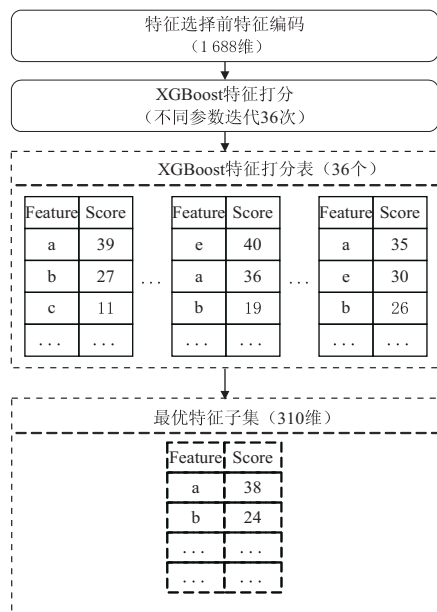 特征选择前特征编码
(1 688维)
XGBoost特征打分
(不同参数迭代36次)
XGBoost特征打分表(36个)
Feature Score
a 39
b 27
c 11
... ...
...
Feature Score
e 40
a 36
b 19
... ...
...
Feature Score
a 35
e 30
b 26
... ...
最优特征子集(310维)
Feature Score
a 38
b 24
... ...
... ...